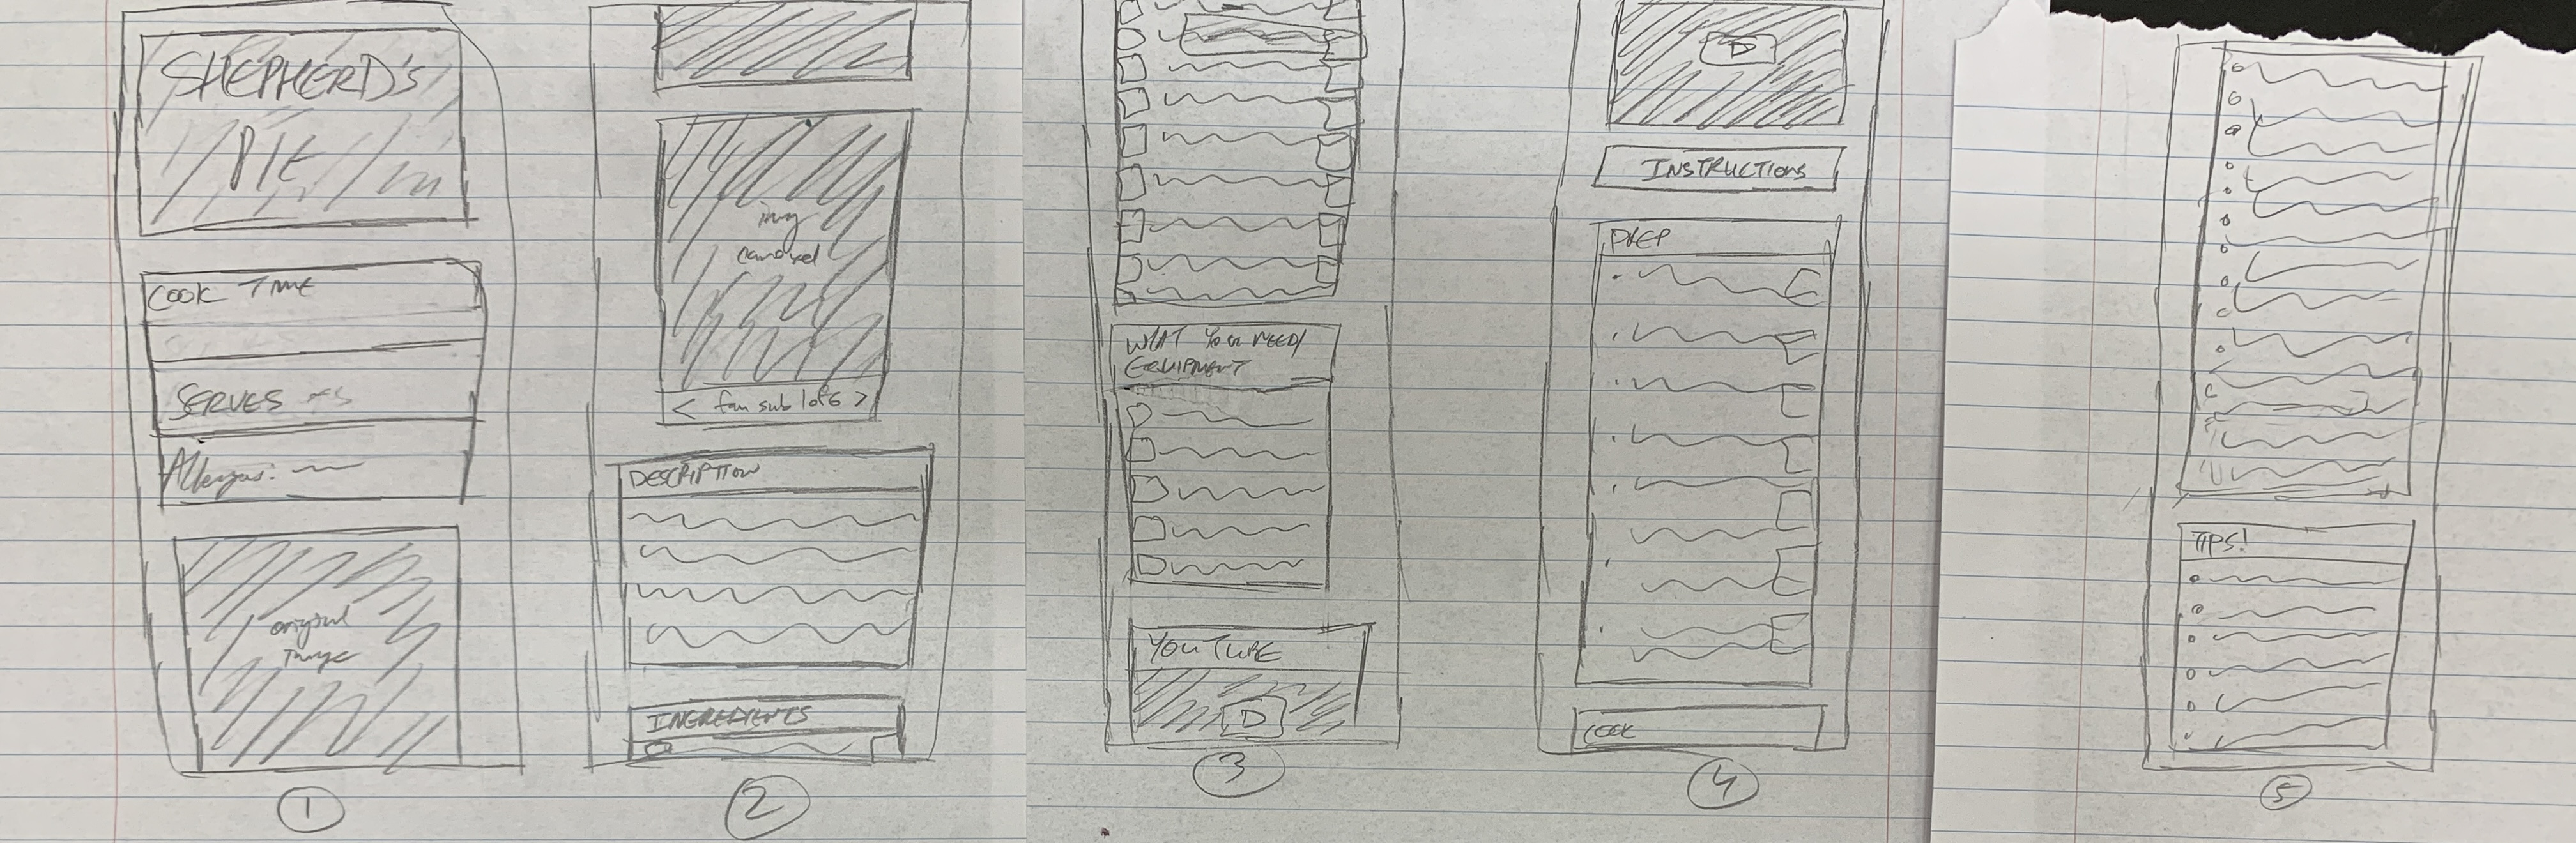 SHEPHERD'S
PIE
COOK TIME
SERVES
original
image
1
img
carousel
< fan sub 1 of 6 >
DESCRIPTION
INGREDIENTS
2
WHAT YOU NEED/
EQUIPMENT
YOUTUBE
3
INSTRUCTIONS
PREP
COOK
4
TIPS!
5